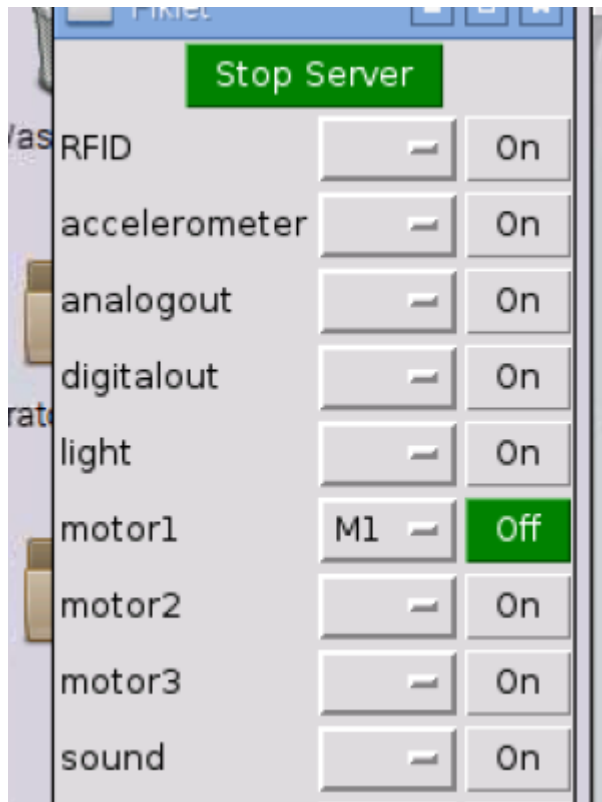 Stop Server
RFID On
accelerometer On
analogout On
digitalout On
light On
motor1 M1 Off
motor2 On
motor3 On
sound On